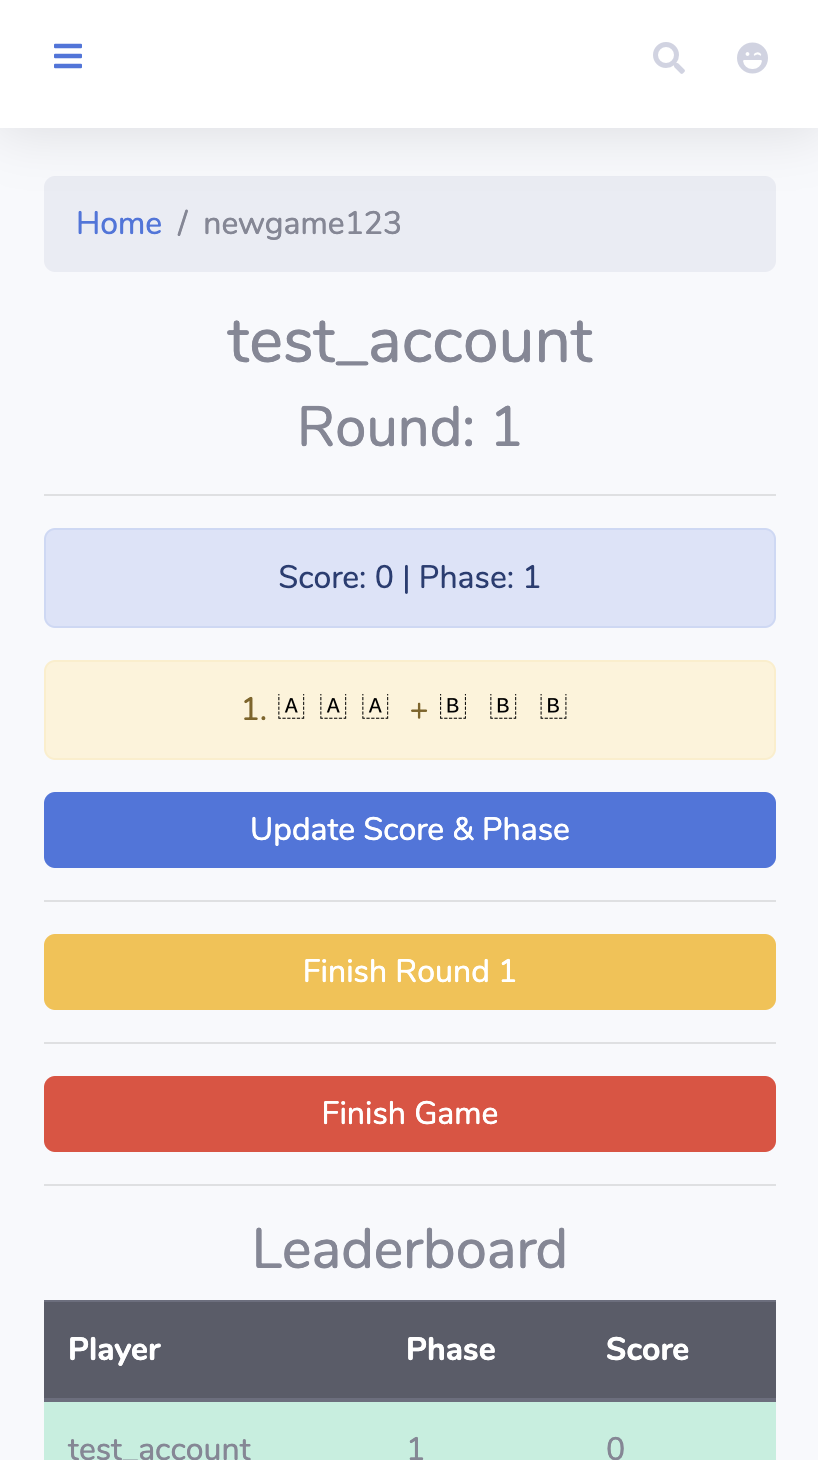 Home / newgame123
test_account
Round: 1
Score: 0 | Phase: 1
1. A A A + B B B
Update Score & Phase
Finish Round 1
Finish Game
Leaderboard
Player Phase Score
test_account 1 0